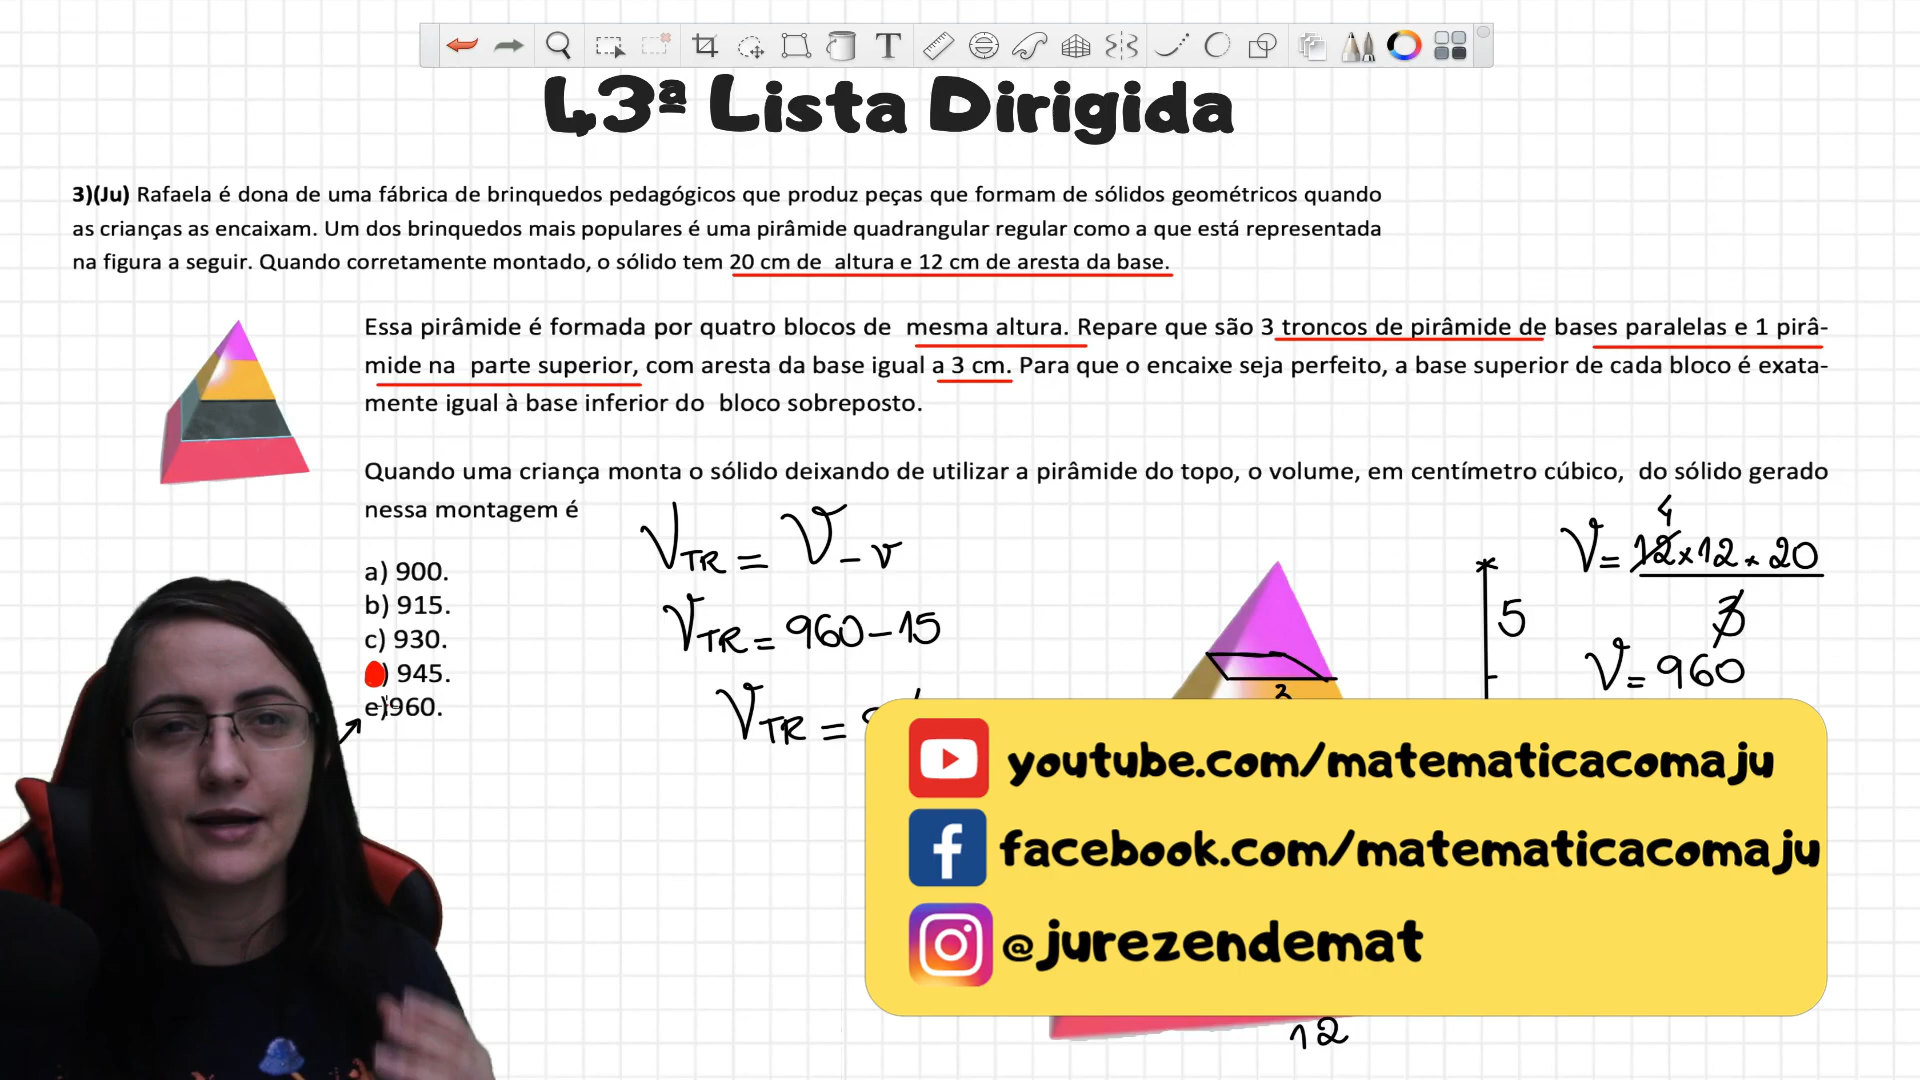 43ª Lista Dirigida
3)(Ju) Rafaela é dona de uma fábrica de brinquedos pedagógicos que produz peças que formam de sólidos geométricos quando
as crianças as encaixam. Um dos brinquedos mais populares é uma pirâmide quadrangular regular como a que está representada
na figura a seguir. Quando corretamente montado, o sólido tem 20 cm de altura e 12 cm de aresta da base.
Essa pirâmide é formada por quatro blocos de mesma altura. Repare que são 3 troncos de pirâmide de bases paralelas e 1 pirâ-
mide na parte superior, com aresta da base igual a 3 cm. Para que o encaixe seja perfeito, a base superior de cada bloco é exata-
mente igual à base inferior do bloco sobreposto.
Quando uma criança monta o sólido deixando de utilizar a pirâmide do topo, o volume, em centímetro cúbico, do sólido gerado
nessa montagem é
a) 900.
b) 915.
c) 930.
) 945.
e) 960.
V TR = V - v
V TR = 960 - 15
V TR =
4
V = 12 x 12 x 20
3
V = 960
5
12
youtube.com/matematicacomaju
facebook.com/matematicacomaju
@jurezendemat